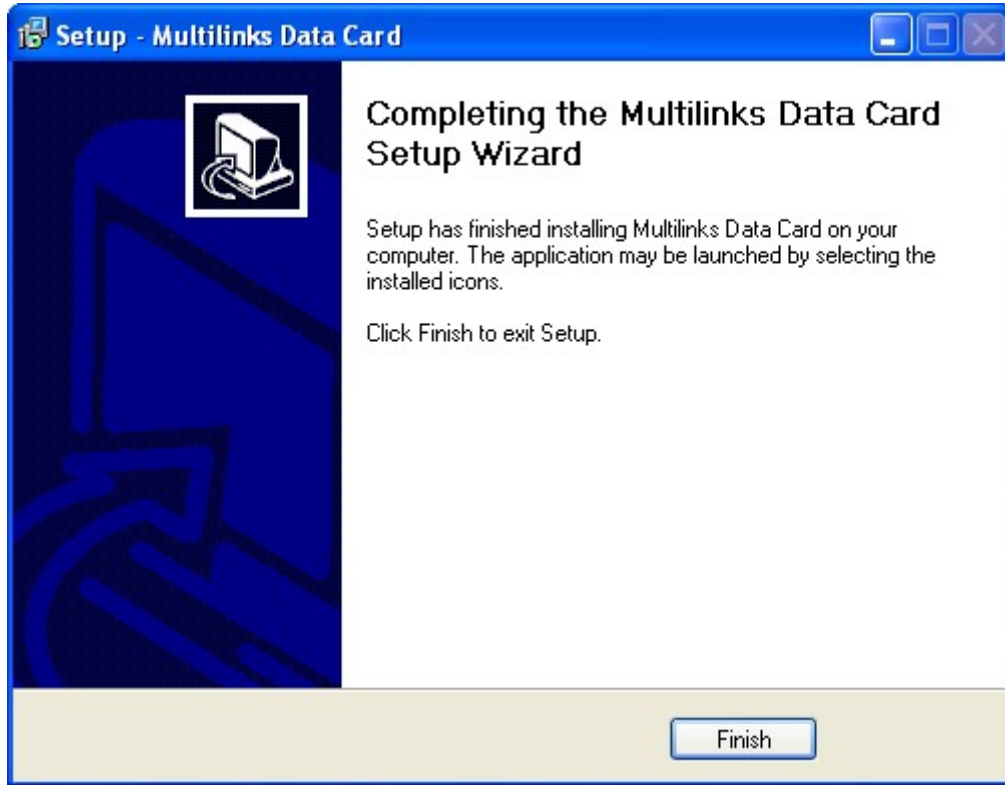 Setup - Multilinks Data Card
Completing the Multilinks Data Card
Setup Wizard
Setup has finished installing Multilinks Data Card on your
computer. The application may be launched by selecting the
installed icons.
Click Finish to exit Setup.
Finish